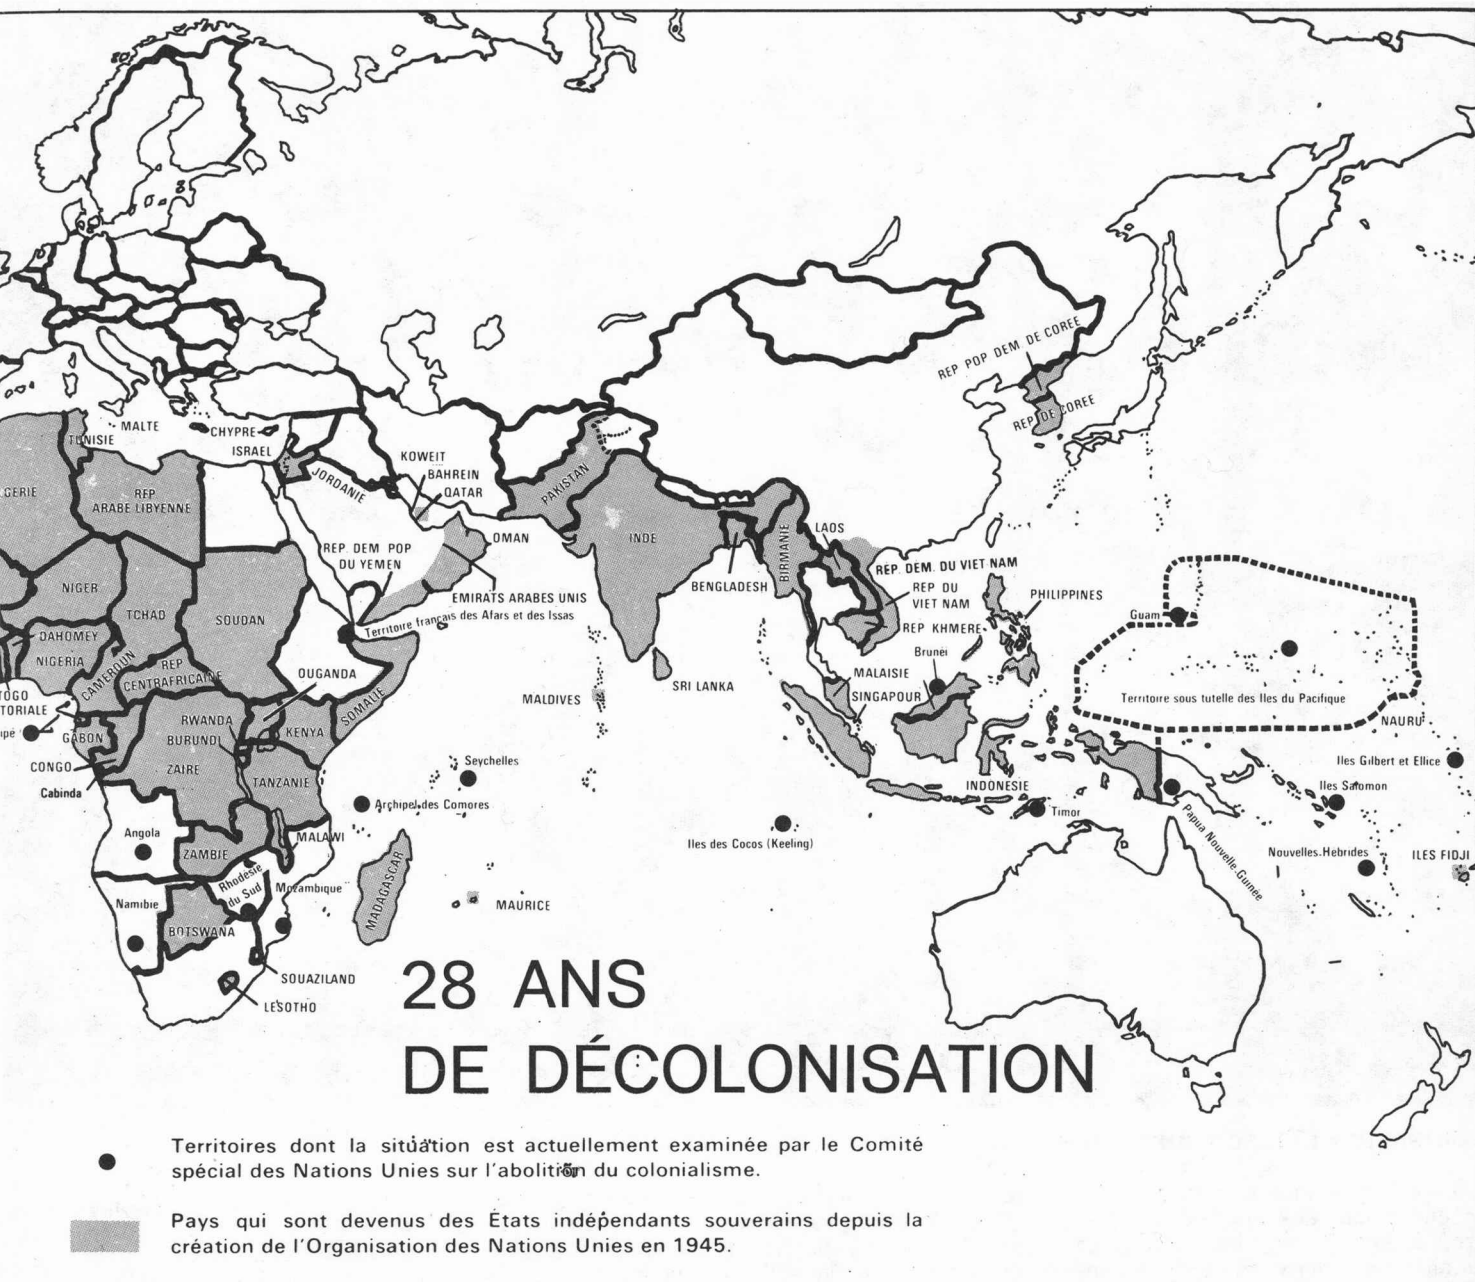 MALTE
CHYPRE
TUNISIE
ISRAEL
GERIE
REP
ARABE LIBYENNE
JORDANIE
KOWEIT
BAHREIN
QATAR
PAKISTAN
REP POP DEM DE COREE
REP DE COREE
OMAN
INDE
BIRMANIE
LAOS
REP. DEM POP
DU YEMEN
BENGLADESH
REP. DEM. DU VIET NAM
REP DU
VIET NAM
PHILIPPINES
NIGER
TCHAD
SOUDAN
EMIRATS ARABES UNIS
Territoire français des Afars et des Issas
REP KHMERE
Guam
DAHOMEY
NIGERIA
CAMEROUN
REP
CENTRAFRICAINE
OUGANDA
SOMALIE
Brunéi
MALAISIE
SINGAPOUR
SRI LANKA
MALDIVES
Territoire sous tutelle des Iles du Pacifique
NAURU
TOGO
TORIALE
ipé
GABON
RWANDA
BURUNDI
KENYA
CONGO
ZAIRE
TANZANIE
Cabinda
Seychelles
Archipel des Comores
INDONESIE
Timor
Iles Gilbert et Ellice
Iles Salomon
Papua Nouvelle-Guinée
Angola
ZAMBIE
MALAWI
Iles des Cocos (Keeling)
Nouvelles-Hébrides
ILES FIDJI
Rhodésie
du Sud
Mozambique
MADAGASCAR
MAURICE
Namibie
BOTSWANA
SOUAZILAND
LESOTHO
28 ANS
DE DÉCOLONISATION
Territoires dont la situation est actuellement examinée par le Comité
spécial des Nations Unies sur l'abolition du colonialisme.
Pays qui sont devenus des États indépendants souverains depuis la
création de l'Organisation des Nations Unies en 1945.